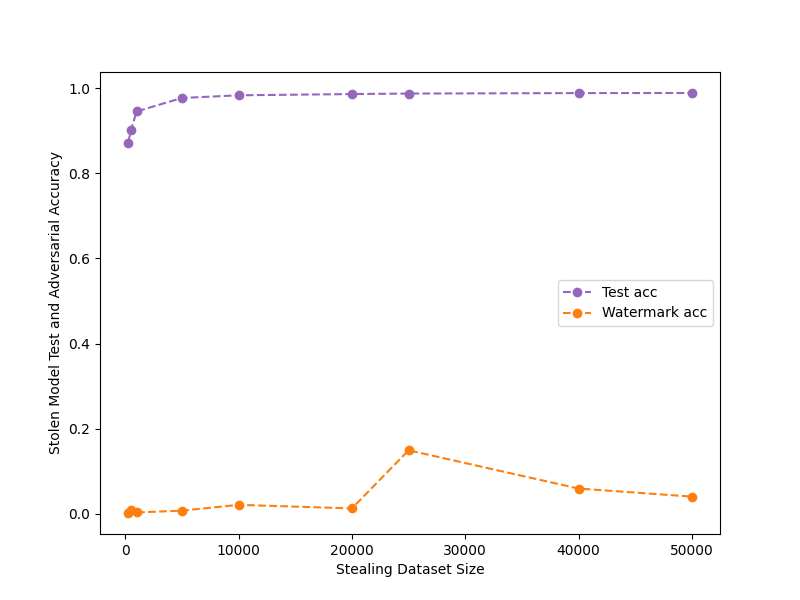 1.0
0.8
0.6
0.4
0.2
0.0
Stolen Model Test and Adversarial Accuracy
Test acc
Watermark acc
0 10000 20000 30000 40000 50000
Stealing Dataset Size